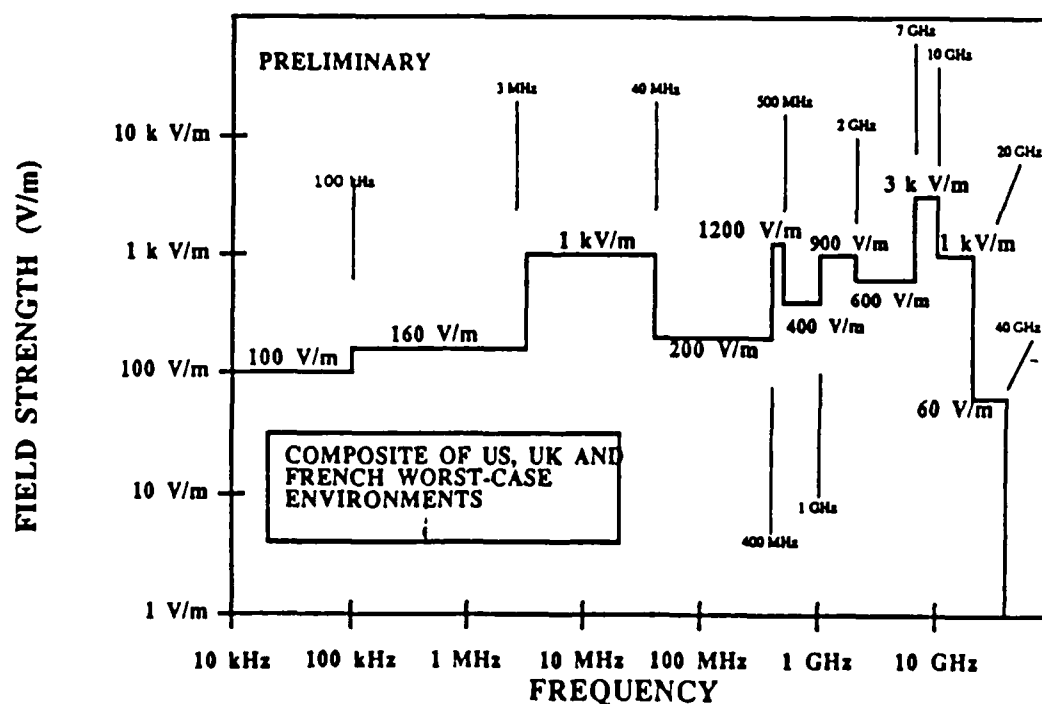 7 GHz
10 GHz
PRELIMINARY
3 MHz
40 MHz
500 MHz
2 GHz
20 GHz
10 k V/m
100 kHz
3 k V/m
1200 V/m
900 V/m
1 kV/m
1 kV/m
1 k V/m
600 V/m
400 V/m
160 V/m
200 V/m
40 GHz
100 V/m
100 V/m
60 V/m
COMPOSITE OF US, UK AND
FRENCH WORST-CASE
ENVIRONMENTS
10 V/m
1 GHz
400 MHz
1 V/m
10 kHz 100 kHz 1 MHz 10 MHz 100 MHz 1 GHz 10 GHz
FREQUENCY
FIELD STRENGTH (V/m)